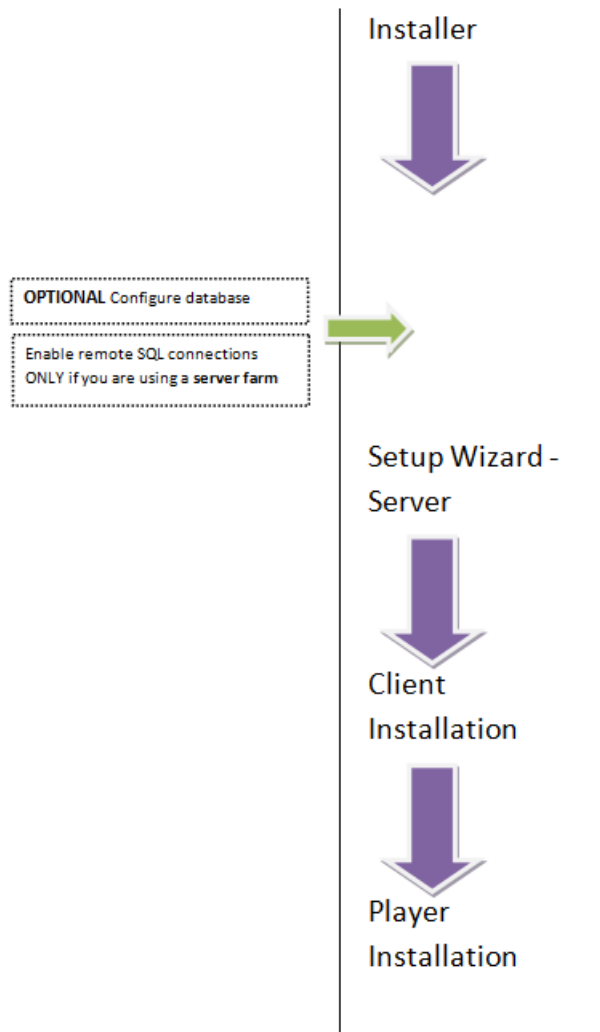 Installer
OPTIONAL Configure database
Enable remote SQL connections
ONLY if you are using a server farm
Setup Wizard -
Server
Client
Installation
Player
Installation